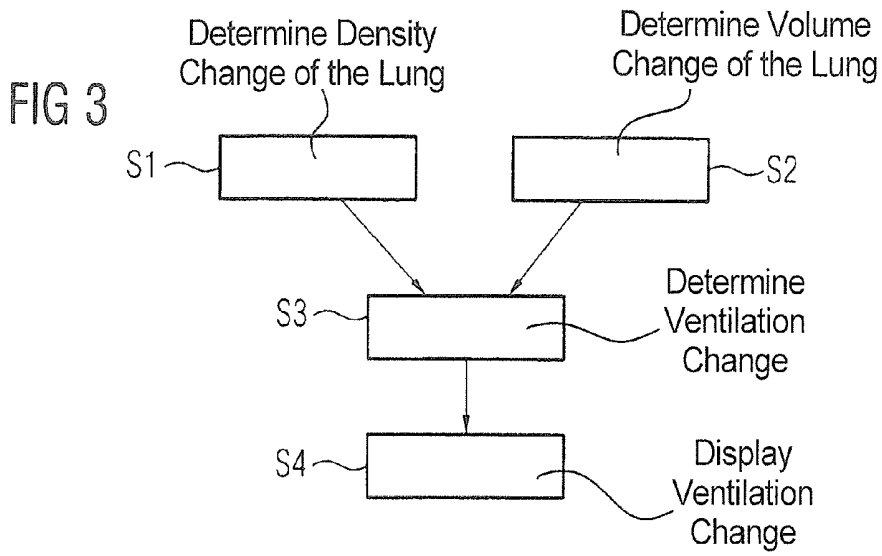 Determine Density
Change of the Lung
Determine Volume
Change of the Lung
FIG 3
S1
S2
S3
Determine
Ventilation
Change
S4
Display
Ventilation
Change